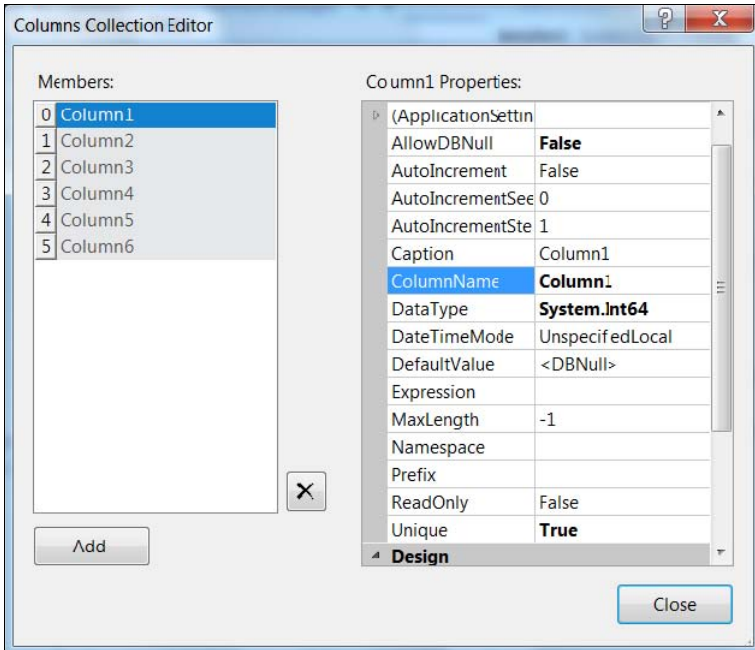 Columns Collection Editor
Members:
0 Column1
1 Column2
2 Column3
3 Column4
4 Column5
5 Column6
Add
Column1 Properties:
(ApplicationSettin
AllowDBNull False
AutoIncrement False
AutoIncrementSee 0
AutoIncrementSte 1
Caption Column1
ColumnName Column1
DataType System.Int64
DateTimeMode UnspecifiedLocal
DefaultValue <DBNull>
Expression
MaxLength -1
Namespace
Prefix
ReadOnly False
Unique True
Design
Close